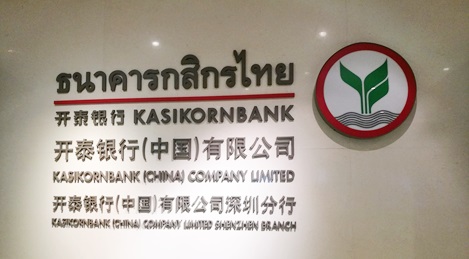 ธนาคารกสิกรไทย
开泰银行 KASIKORNBANK
开泰银行(中国)有限公司
KASIKORNBANK (CHINA) COMPANY LIMITED
开泰银行(中国)有限公司深圳分行
KASIKORNBANK (CHINA) COMPANY LIMITED SHENZHEN BRANCH